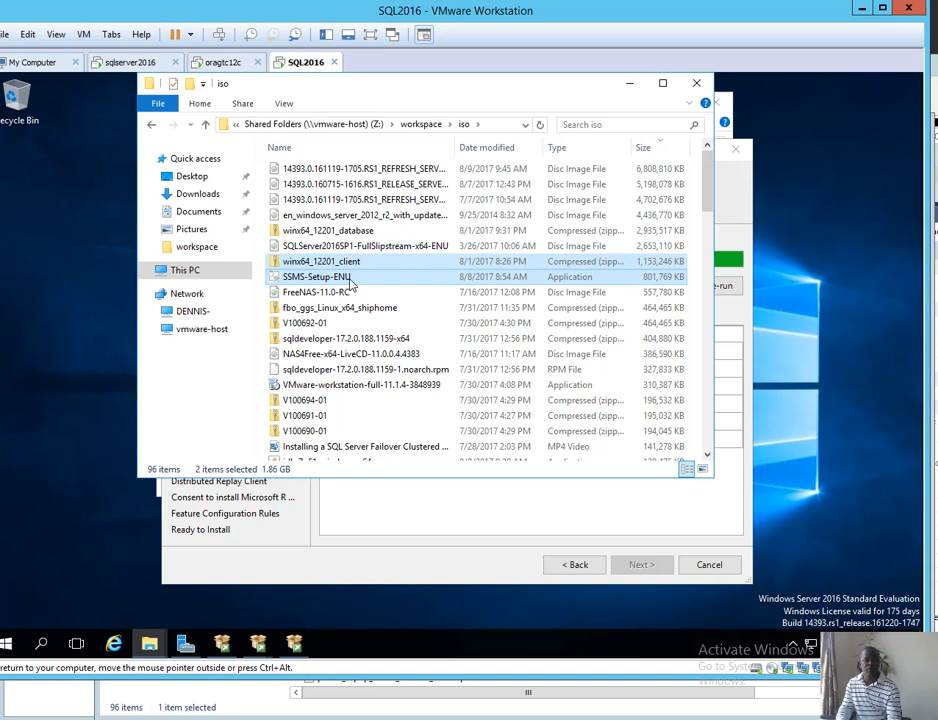 SQL2016 - VMware Workstation
ile Edit View VM Tabs Help
My Computer sqlserver2016 oragtc12c SQL2016
ecycle Bin
iso
File Home Share View
Shared Folders (\\vmware-host) (Z:) workspace iso Search iso
Name Date modified Type Size
Quick access
Desktop
Downloads
Documents
Pictures
workspace
This PC
Network
DENNIS-
vmware-host
14393.0.161119-1705.RS1_REFRESH_SERV... 8/9/2017 9:45 AM Disc Image File 6,808,810 KB
14393.0.160715-1616.RS1_RELEASE_SERVE... 8/7/2017 12:43 PM Disc Image File 5,198,078 KB
14393.0.161119-1705.RS1_REFRESH_SERV... 7/7/2017 10:54 AM Disc Image File 4,702,676 KB
en_windows_server_2012_r2_with_update... 9/25/2014 8:32 AM Disc Image File 4,436,770 KB
winx64_12201_database 8/1/2017 9:31 PM Compressed (zipp... 2,935,517 KB
SQLServer2016SP1-FullSlipstream-x64-ENU 3/26/2017 10:06 AM Disc Image File 2,653,110 KB
winx64_12201_client 8/1/2017 8:26 PM Compressed (zipp... 1,153,246 KB
SSMS-Setup-ENU 8/8/2017 8:54 AM Application 801,769 KB
FreeNAS-11.0-RC 7/16/2017 12:08 PM Disc Image File 557,780 KB
fbo_ggs_Linux_x64_shiphome 7/31/2017 11:35 PM Compressed (zipp... 464,465 KB
V100692-01 7/30/2017 4:30 PM Compressed (zipp... 464,465 KB
sqldeveloper-17.2.0.188.1159-x64 7/31/2017 12:56 PM Compressed (zipp... 404,880 KB
NAS4Free-x64-LiveCD-11.0.0.4.4383 7/16/2017 11:17 AM Disc Image File 386,590 KB
sqldeveloper-17.2.0.188.1159-1.noarch.rpm 7/31/2017 12:56 PM RPM File 327,833 KB
VMware-workstation-full-11.1.4-3848939 7/30/2017 4:08 PM Application 310,387 KB
V100694-01 7/30/2017 4:29 PM Compressed (zipp... 196,532 KB
V100691-01 7/30/2017 4:27 PM Compressed (zipp... 195,032 KB
V100690-01 7/30/2017 4:29 PM Compressed (zipp... 194,045 KB
Installing a SQL Server Failover Clustered ... 7/28/2017 2:03 PM MP4 Video 141,278 KB
96 items 2 items selected 1.86 GB
e-run
Distributed Replay Client
Consent to install Microsoft R ...
Feature Configuration Rules
Ready to Install
< Back Next > Cancel
Windows Server 2016 Standard Evaluation
Windows License valid for 175 days
Build 14393.rs1_release.161220-1747
Activate Windows
Go to System
Windows.
return to your computer, move the mouse pointer outside or press Ctrl+Alt.
96 items 1 item selected